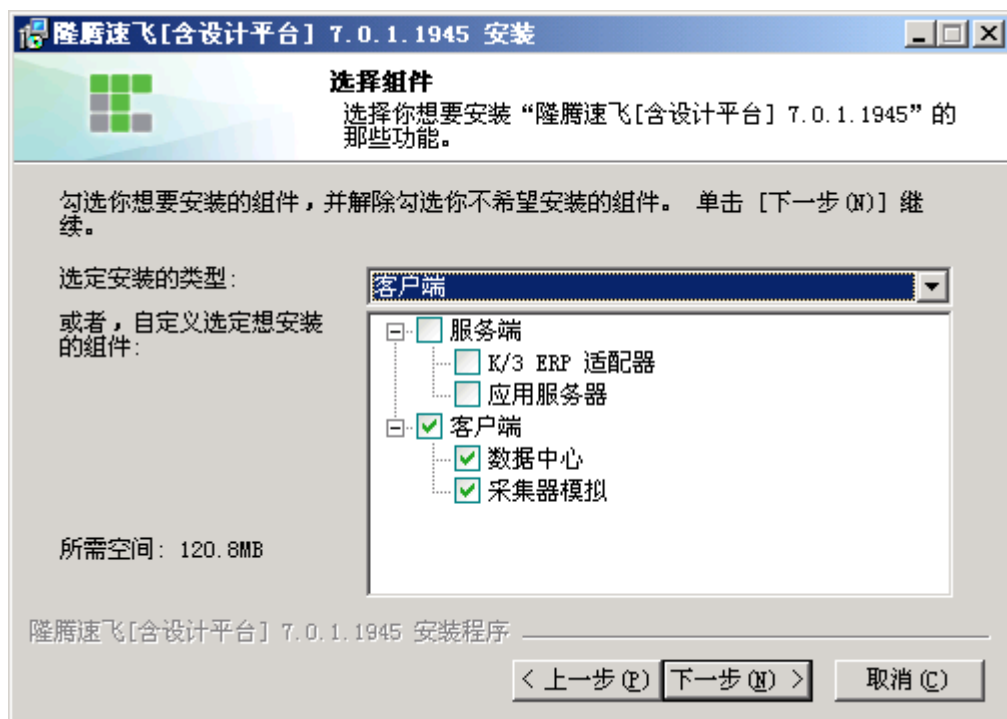 隆腾速飞[含设计平台] 7.0.1.1945 安装
选择组件
选择你想要安装“隆腾速飞[含设计平台] 7.0.1.1945”的
那些功能。
勾选你想要安装的组件，并解除勾选你不希望安装的组件。 单击 [下一步(N)] 继
续。
选定安装的类型:
客户端
或者，自定义选定想安装
的组件:
服务端
K/3 ERP 适配器
应用服务器
客户端
数据中心
采集器模拟
所需空间: 120.8MB
隆腾速飞[含设计平台] 7.0.1.1945 安装程序
< 上一步(P)
下一步(N) >
取消(C)